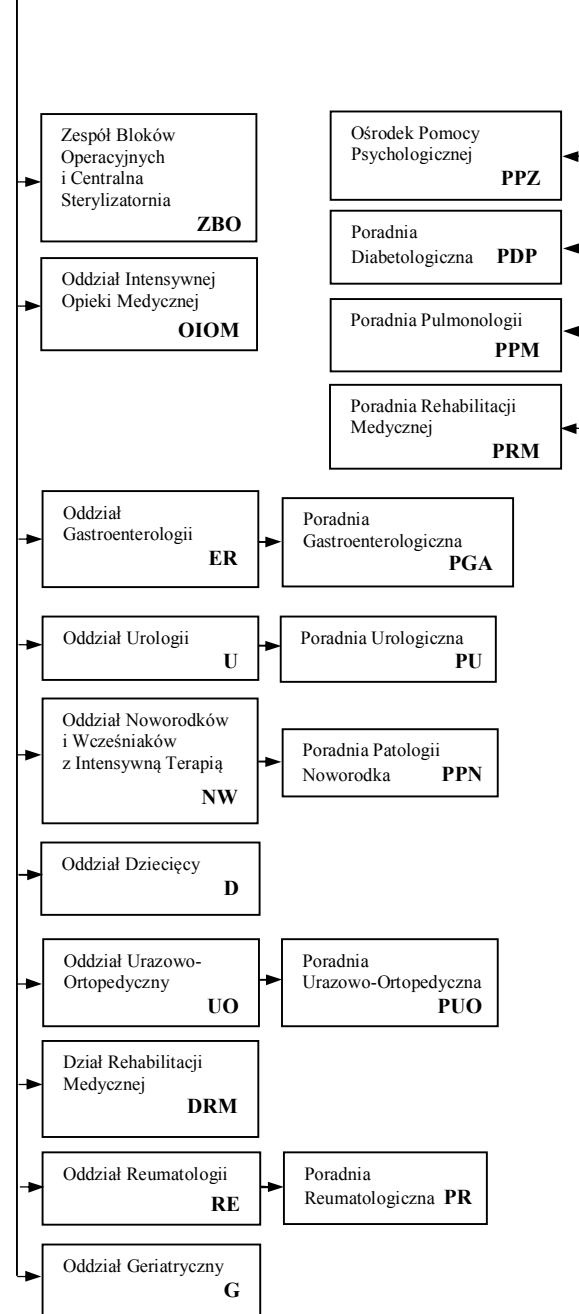 Zespół Bloków
Operacyjnych
i Centralna
Sterylizatornia
ZBO
Ośrodek Pomocy
Psychologicznej
PPZ
Poradnia
Diabetologiczna PDP
Oddział Intensywnej
Opieki Medycznej
OIOM
Poradnia Pulmonologii
PPM
Poradnia Rehabilitacji
Medycznej
PRM
Oddział
Gastroenterologii
ER
Poradnia
Gastroenterologiczna
PGA
Oddział Urologii
U
Poradnia Urologiczna
PU
Oddział Noworodków
i Wcześniaków
z Intensywną Terapią
NW
Poradnia Patologii
Noworodka PPN
Oddział Dziecięcy
D
Oddział Urazowo-
Ortopedyczny
UO
Poradnia
Urazowo-Ortopedyczna
PUO
Dział Rehabilitacji
Medycznej
DRM
Oddział Reumatologii
RE
Poradnia
Reumatologiczna PR
Oddział Geriatryczny
G